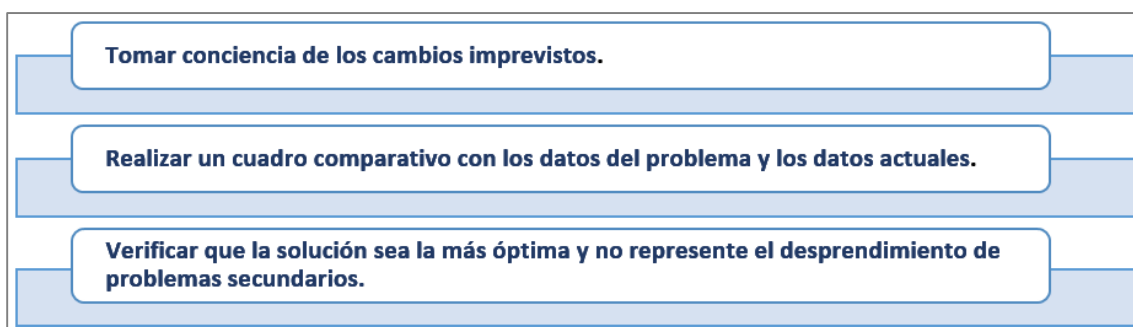 Tomar conciencia de los cambios imprevistos.
Realizar un cuadro comparativo con los datos del problema y los datos actuales.
Verificar que la solución sea la más óptima y no represente el desprendimiento de
problemas secundarios.